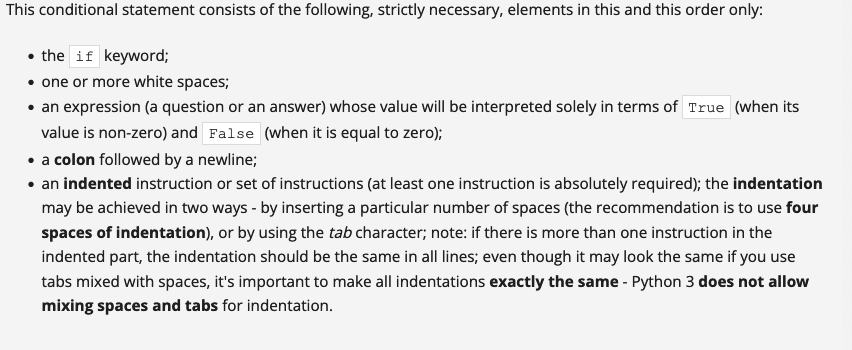 This conditional statement consists of the following, strictly necessary, elements in this and this order only:
• the if keyword;
• one or more white spaces;
• an expression (a question or an answer) whose value will be interpreted solely in terms of True (when its
value is non-zero) and False (when it is equal to zero);
• a colon followed by a newline;
• an indented instruction or set of instructions (at least one instruction is absolutely required); the indentation
may be achieved in two ways - by inserting a particular number of spaces (the recommendation is to use four
spaces of indentation), or by using the tab character; note: if there is more than one instruction in the
indented part, the indentation should be the same in all lines; even though it may look the same if you use
tabs mixed with spaces, it's important to make all indentations exactly the same - Python 3 does not allow
mixing spaces and tabs for indentation.